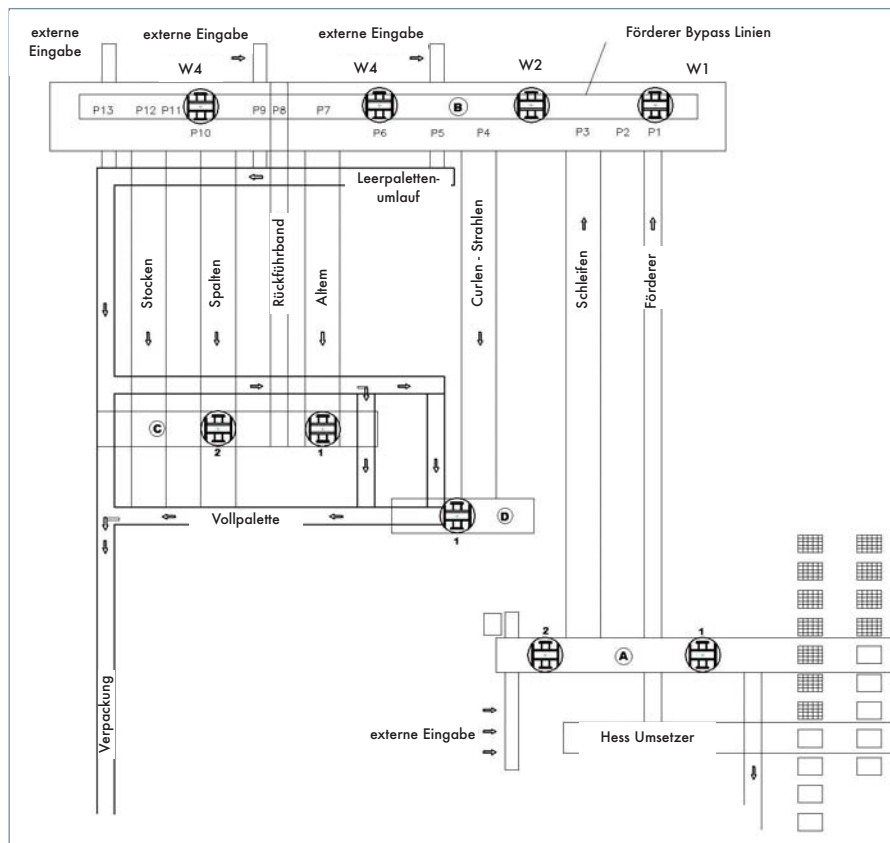 externe
Eingabe
externe Eingabe
externe Eingabe
Förderer Bypass Linien
W4
W4
W2
W1
P13
P12
P11
P10
P9
P8
P7
P6
B
P5
P4
P3
P2
P1
Leerpaletten-
umlauf
Stocken
Spalten
Rückführband
Altern
Curlen - Strahlen
Schleifen
Förderer
C
2
1
Vollpalette
D
1
2
A
1
Verpackung
externe Eingabe
Hess Umsetzer